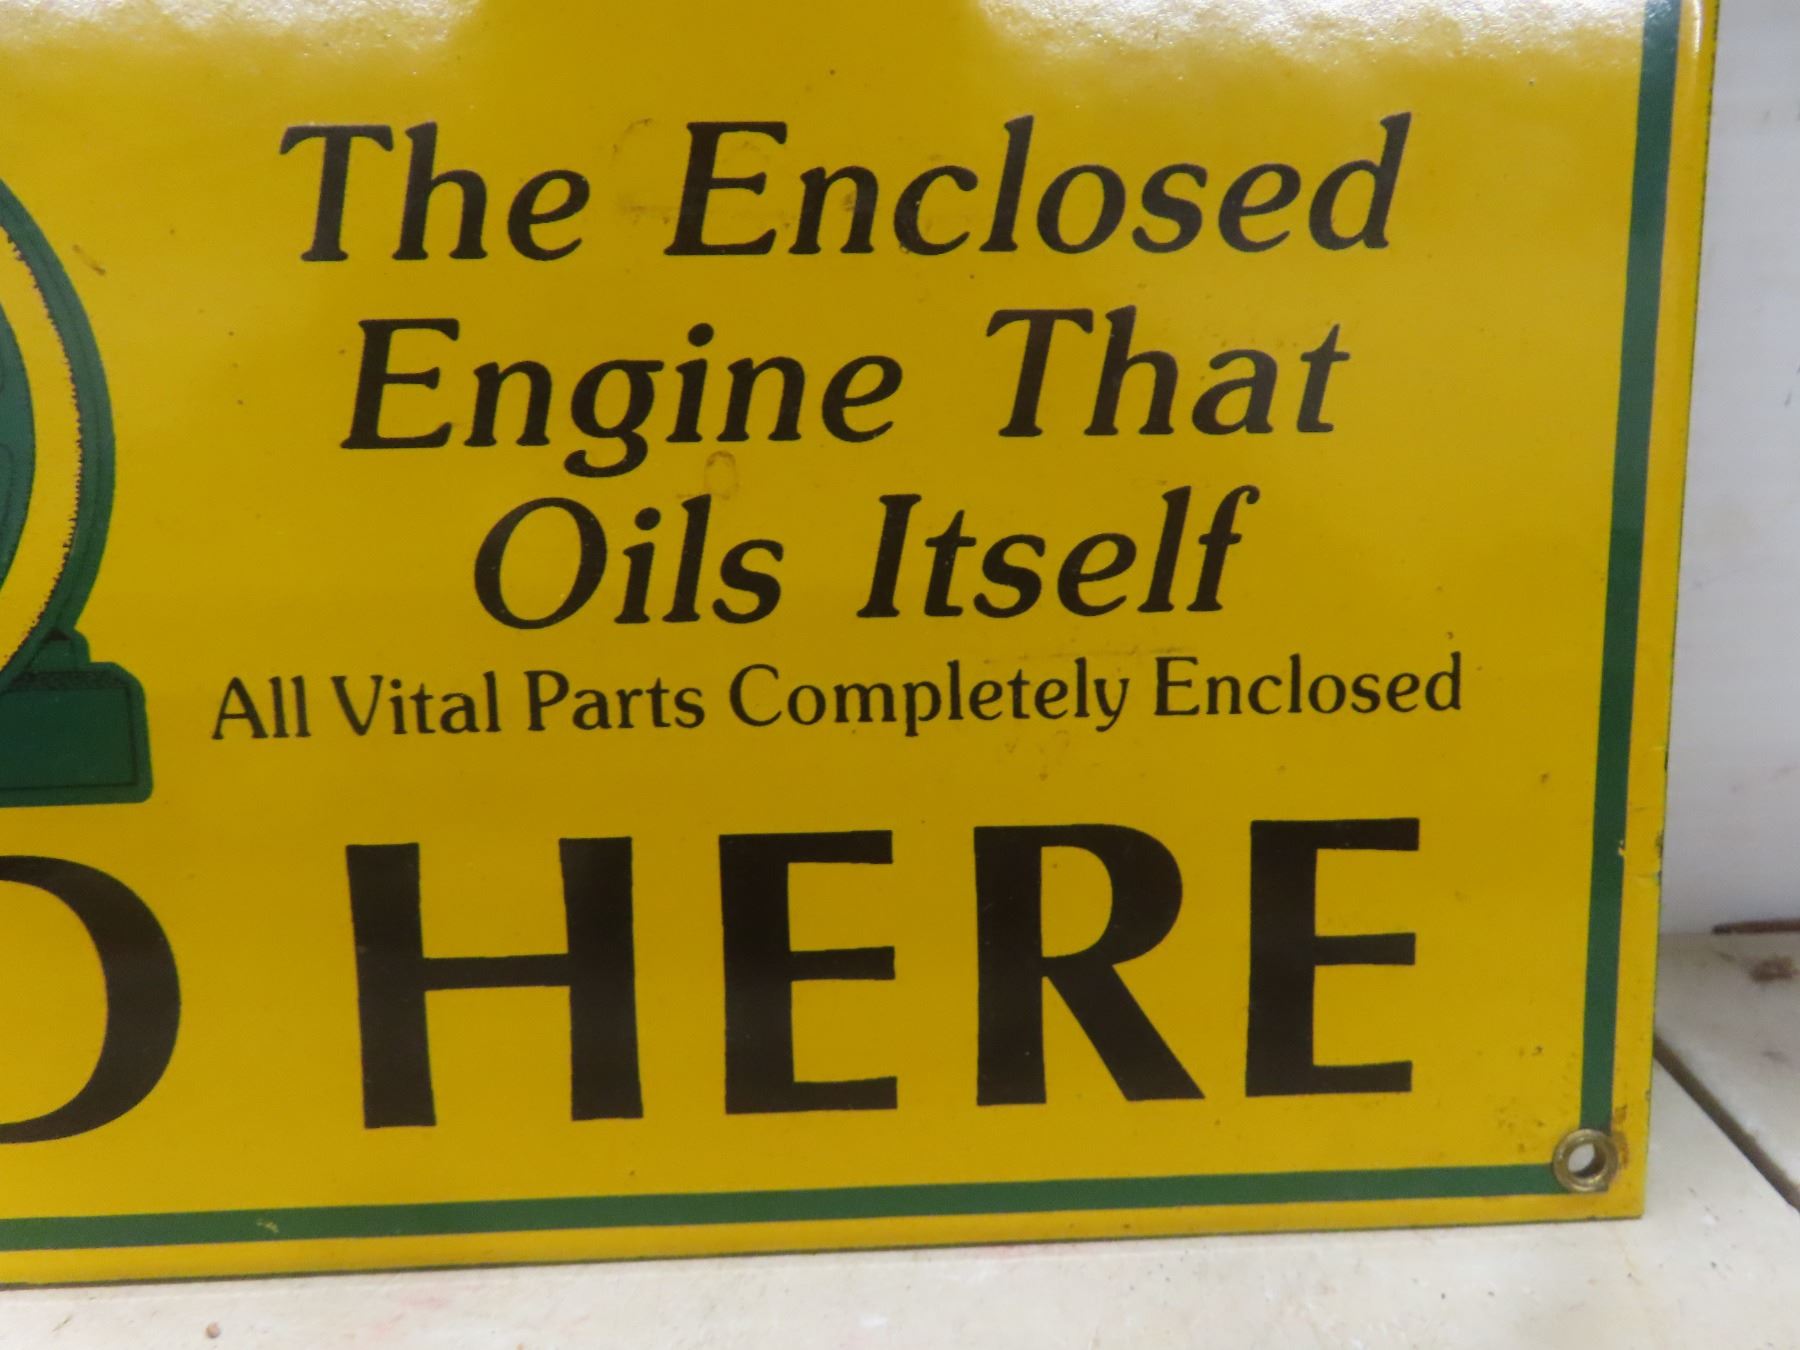 The Enclosed
Engine That
Oils Itself
All Vital Parts Completely Enclosed
D HERE